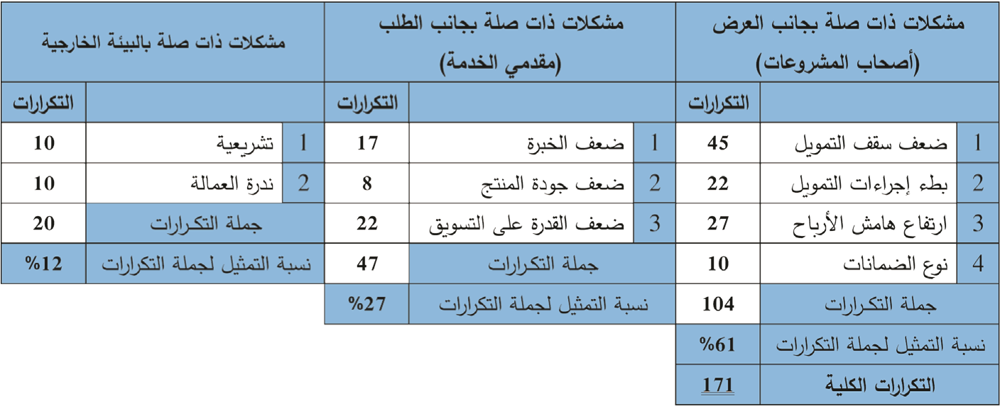 مشكلات ذات صلة بجانب العرض
(أصحاب المشروعات)
التكرارات
1 ضعف سقف التمويل 45
2 بطء إجراءات التمويل 22
3 ارتفاع هامش الأرباح 27
4 نوع الضمانات 10
جملة التكرارات 104
نسبة التمثيل لجملة التكرارات 61%
التكرارات الكلية 171
مشكلات ذات صلة بجانب الطلب
(مقدمي الخدمة)
التكرارات
1 ضعف الخبرة 17
2 ضعف جودة المنتج 8
3 ضعف القدرة على التسويق 22
جملة التكرارات 47
نسبة التمثيل لجملة التكرارات 27%
مشكلات ذات صلة بالبيئة الخارجية
التكرارات
1 تشريعية 10
2 ندرة العمالة 10
جملة التكرارات 20
نسبة التمثيل لجملة التكرارات 12%